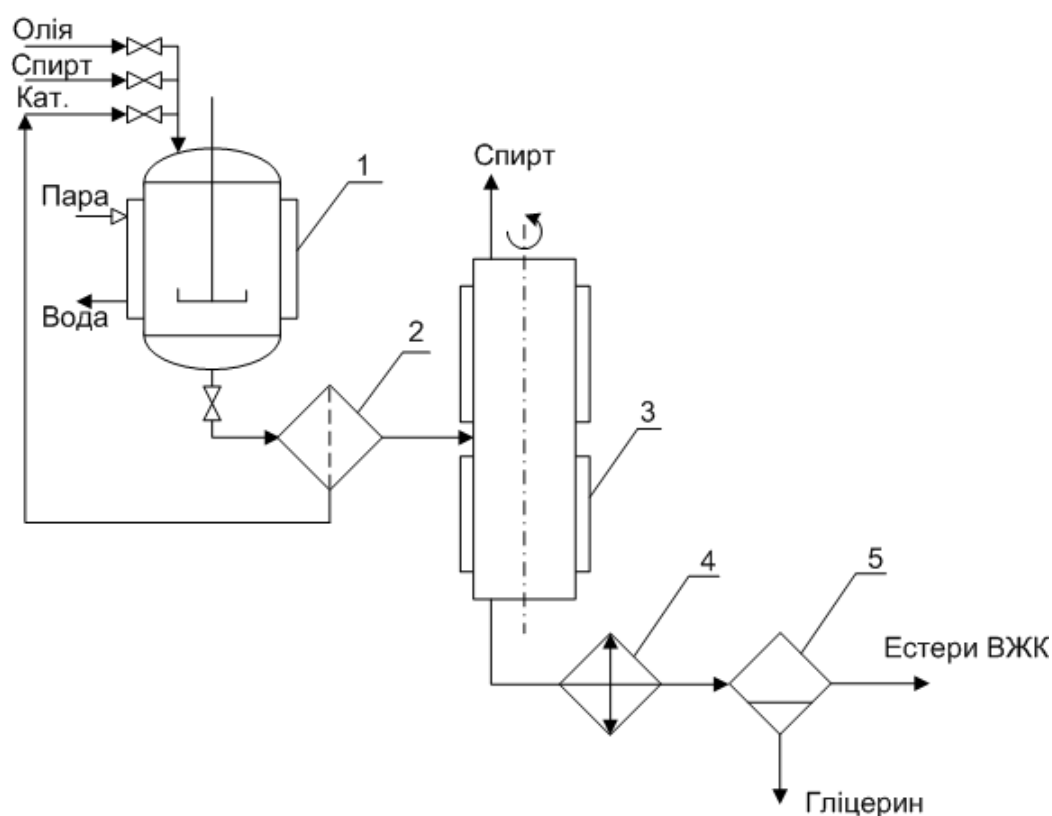 Олія
Спирт
Кат.
1
Спирт
Пара
Вода
2
3
4
5
Естери ВЖК
Гліцерин